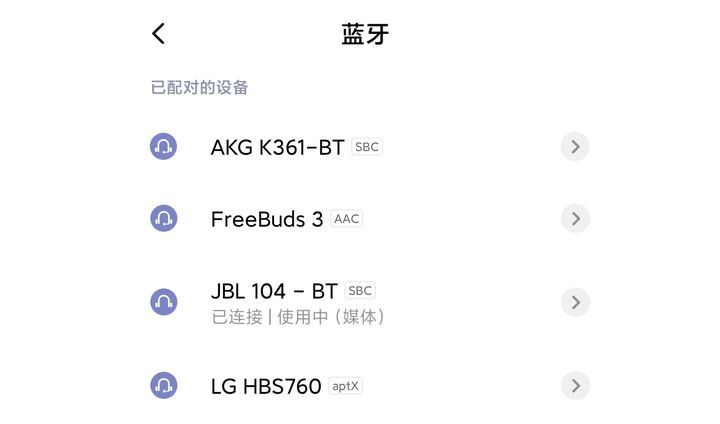 蓝牙
已配对的设备
AKG K361-BT SBC
FreeBuds 3 AAC
JBL 104 - BT SBC
已连接 | 使用中 (媒体)
LG HBS760 aptX